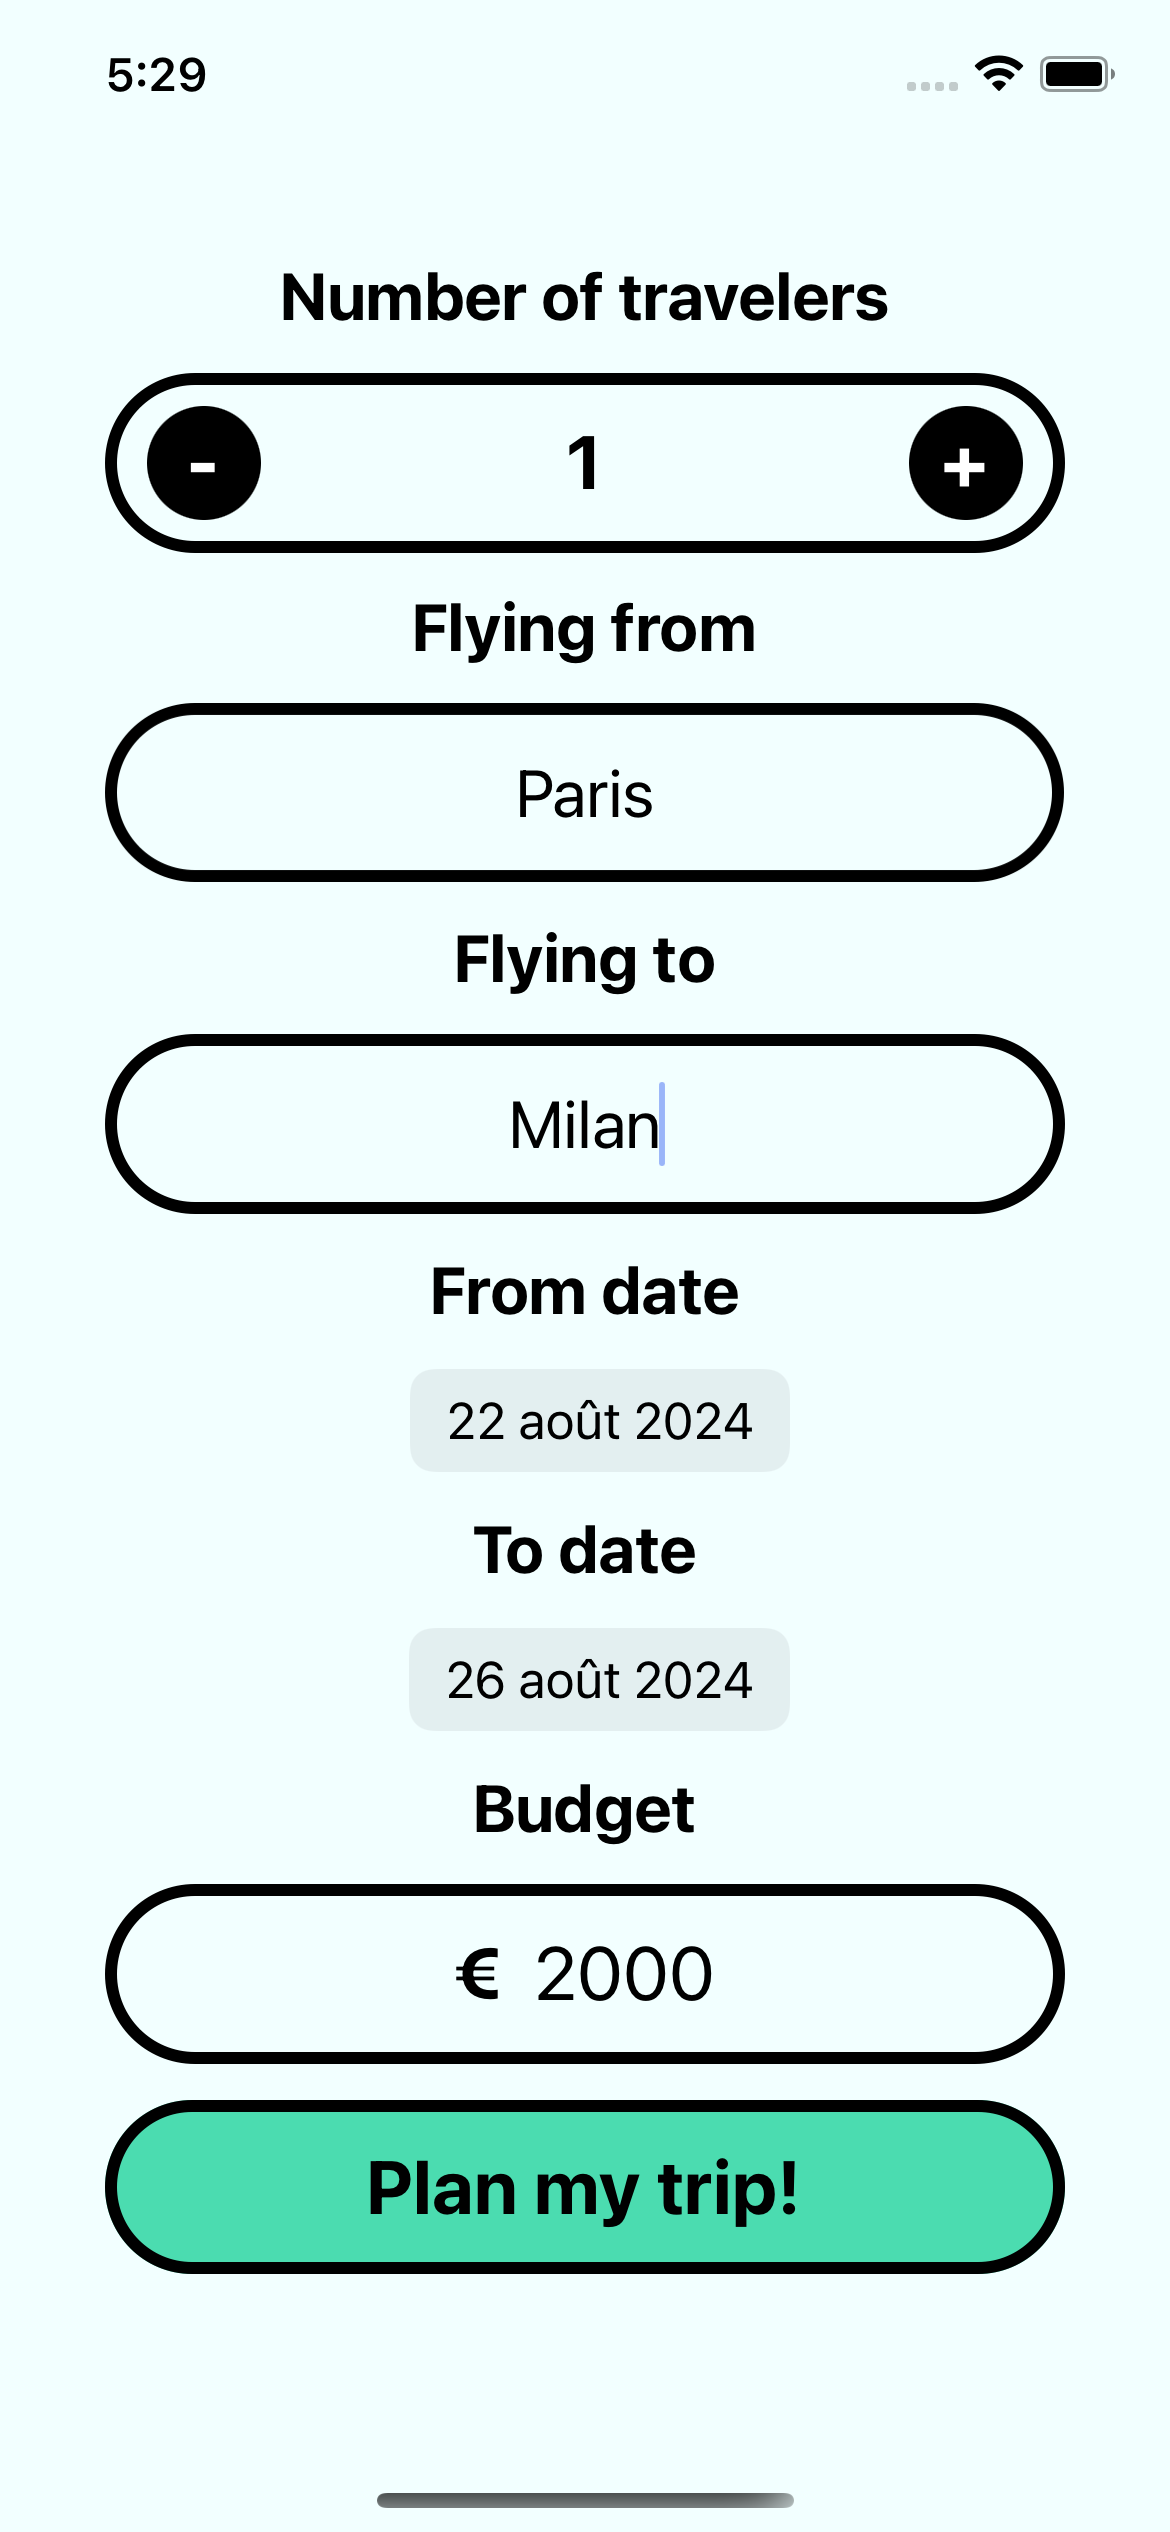 5:29
Number of travelers
- 1 +
Flying from
Paris
Flying to
Milan
From date
22 août 2024
To date
26 août 2024
Budget
€ 2000
Plan my trip!